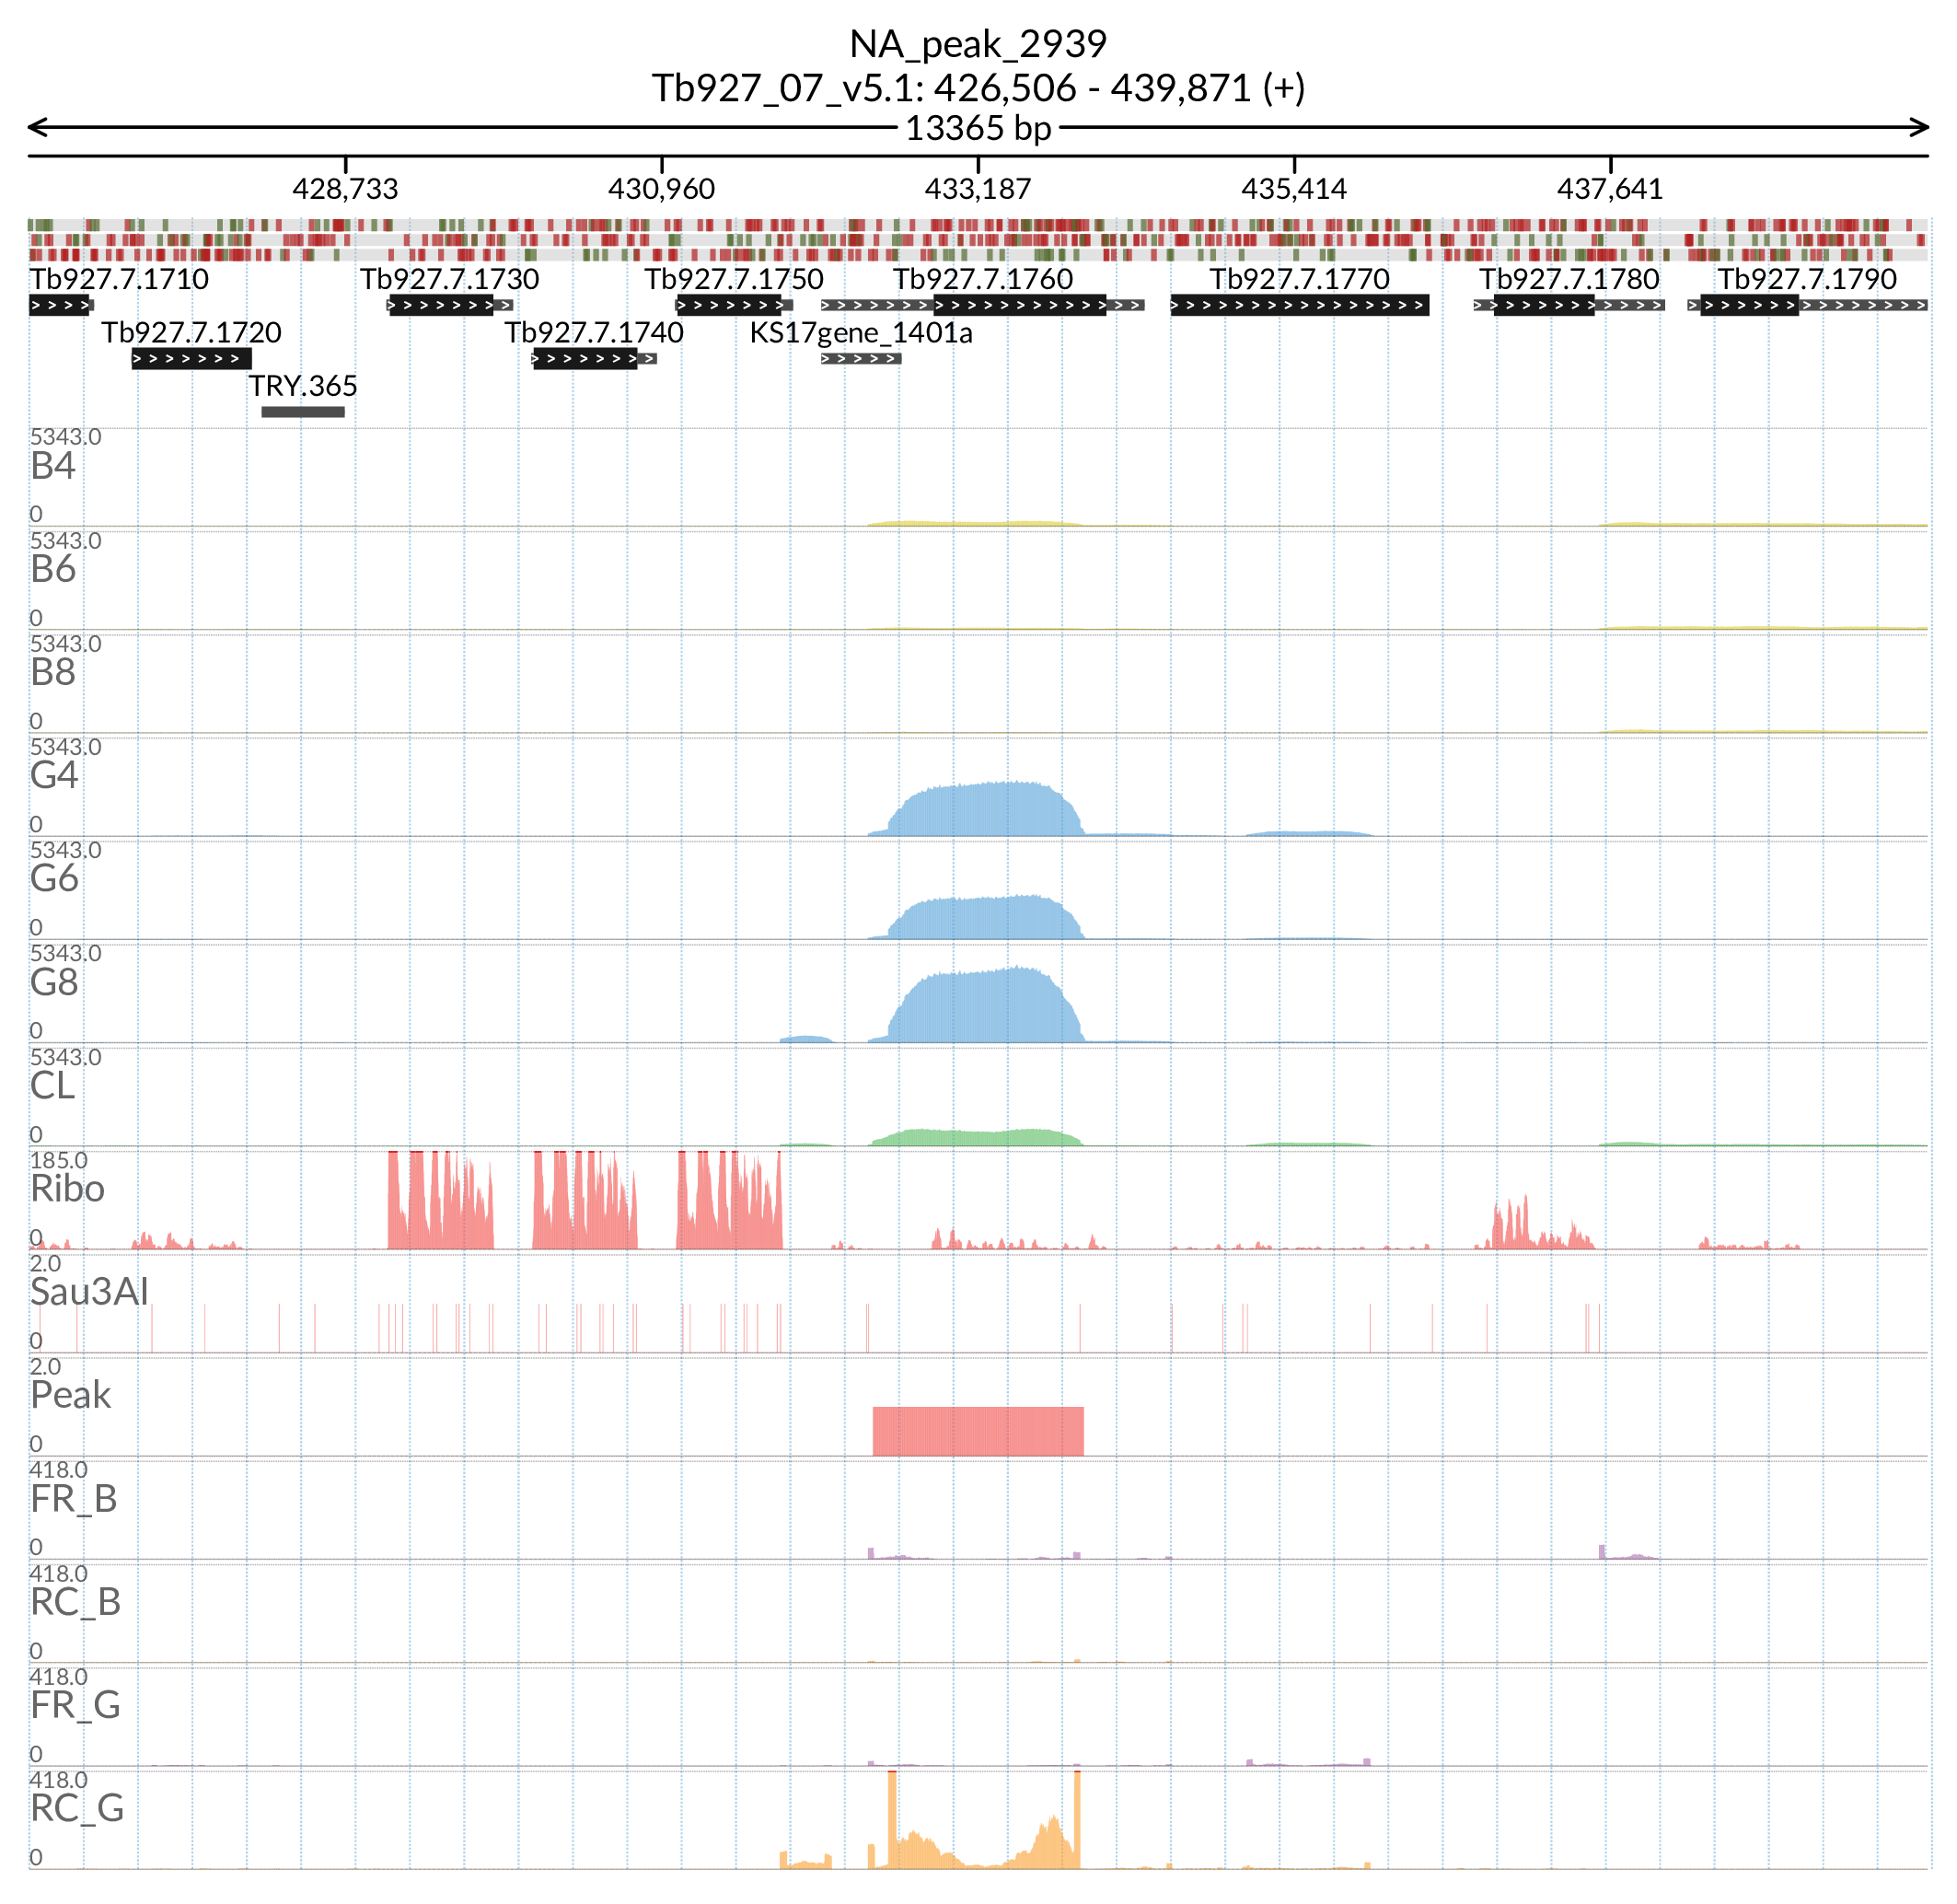 NA_peak_2939
Tb927_07_v5.1: 426,506 - 439,871 (+)
13365 bp
428,733 430,960 433,187 435,414 437,641
Tb927.7.1710 Tb927.7.1730 Tb927.7.1750 Tb927.7.1760 Tb927.7.1770 Tb927.7.1780 Tb927.7.1790
Tb927.7.1720 Tb927.7.1740 KS17gene_1401a
TRY.365
5343.0
B4
0
5343.0
B6
0
5343.0
B8
0
5343.0
G4
0
5343.0
G6
0
5343.0
G8
0
5343.0
CL
0
185.0
Ribo
0
2.0
Sau3AI
0
2.0
Peak
0
418.0
FR_B
0
418.0
RC_B
0
418.0
FR_G
0
418.0
RC_G
0